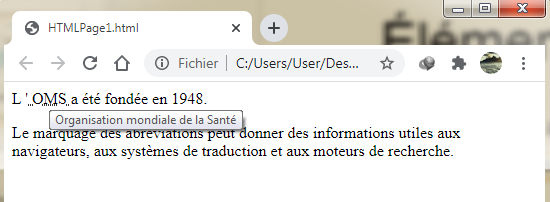 Élémen
HTMLPage1.html
Fichier C:/Users/User/Des...
L ' OMS a été fondée en 1948.
Organisation mondiale de la Santé
Le marquage des abréviations peut donner des informations utiles aux
navigateurs, aux systèmes de traduction et aux moteurs de recherche.